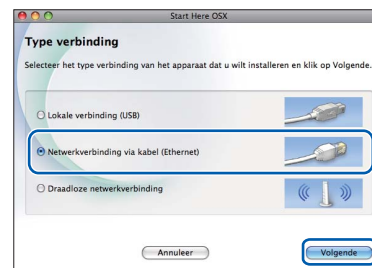 Start Here OSX
Type verbinding
Selecteer het type verbinding van het apparaat dat u wilt installeren en klik op Volgende.
Lokale verbinding (USB)
Netwerkverbinding via kabel (Ethernet)
Draadloze netwerkverbinding
Annuleer
Volgende